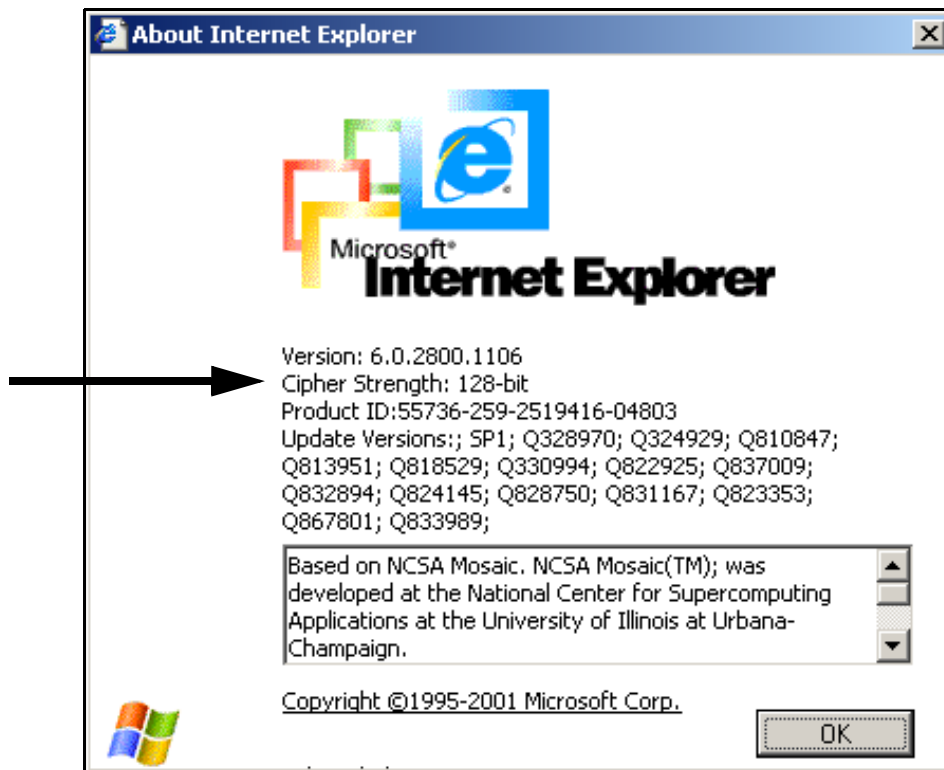 About Internet Explorer
Microsoft®
Internet Explorer
Version: 6.0.2800.1106
Cipher Strength: 128-bit
Product ID:55736-259-2519416-04803
Update Versions:; SP1; Q328970; Q324929; Q810847;
Q813951; Q818529; Q330994; Q822925; Q837009;
Q832894; Q824145; Q828750; Q831167; Q823353;
Q867801; Q833989;
Based on NCSA Mosaic. NCSA Mosaic(TM); was
developed at the National Center for Supercomputing
Applications at the University of Illinois at Urbana-
Champaign.
Copyright ©1995-2001 Microsoft Corp.
OK